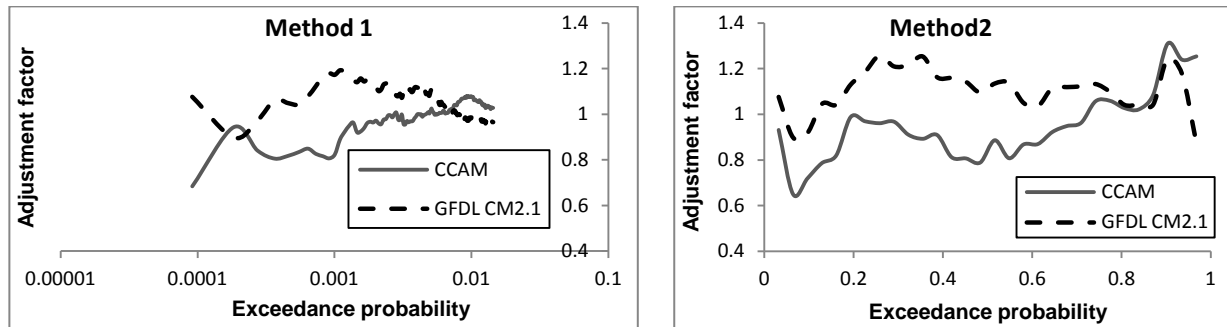 Method 1
Adjustment factor
1.4
1.2
1
0.8
0.6
0.4
CCAM
GFDL CM2.1
0.00001 0.0001 0.001 0.01 0.1
Exceedance probability
Method2
Adjustment factor
1.4
1.2
1
0.8
0.6
0.4
CCAM
GFDL CM2.1
0 0.2 0.4 0.6 0.8 1
Exceedance probability